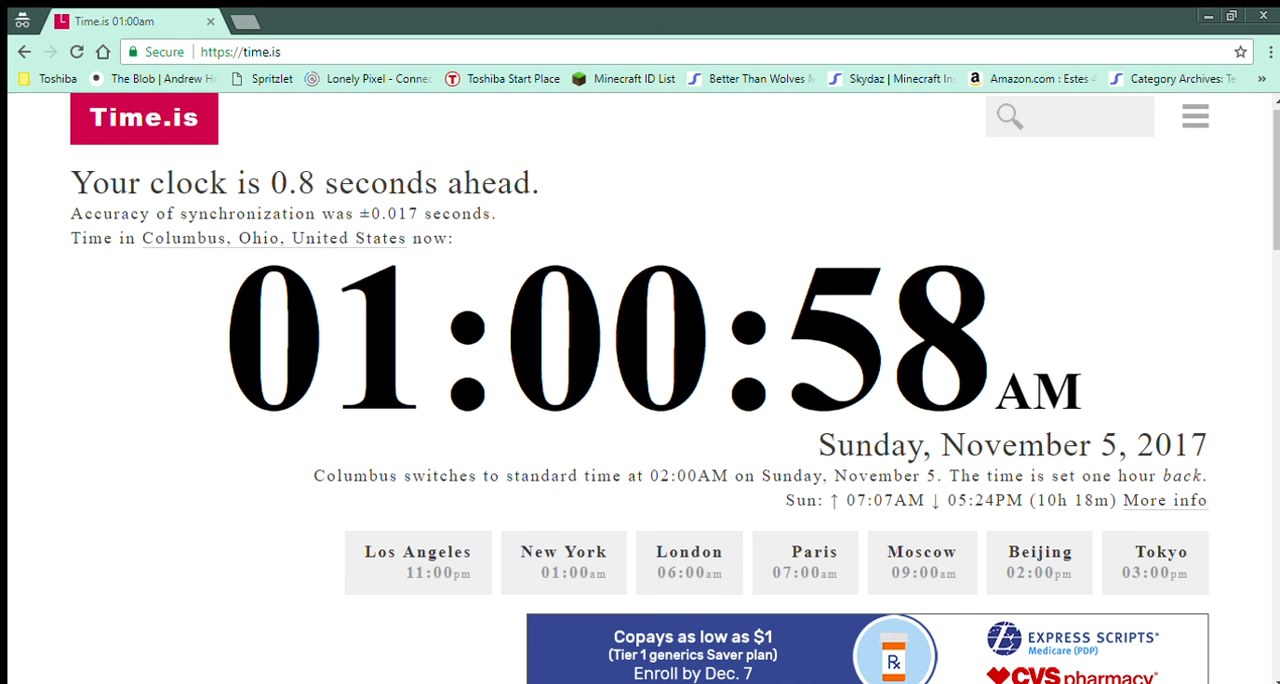 Time.is 01:00am
Secure
https://time.is
Toshiba
The Blob | Andrew
Spritzlet
Lonely Pixel - Connec
Toshiba Start Place
Minecraft ID List
Better Than Wolves
Skydaz | Minecraft
Amazon.com : Estes
Category Archives:
Time.is
Your clock is 0.8 seconds ahead.
Accuracy of synchronization was ±0.017 seconds.
Time in Columbus, Ohio, United States now:
01:00:58 AM
Sunday, November 5, 2017
Columbus switches to standard time at 02:00AM on Sunday, November 5. The time is set one hour back.
Sun: ↑ 07:07AM ↓ 05:24PM (10h 18m) More info
Los Angeles
11:00pm
New York
01:00am
London
06:00am
Paris
07:00am
Moscow
09:00am
Beijing
02:00pm
Tokyo
03:00pm
Copays as low as $1
(Tier 1 generics Saver plan)
Enroll by Dec. 7
Rx
EXPRESS SCRIPTS®
Medicare (PDP)
CVS pharmacy®